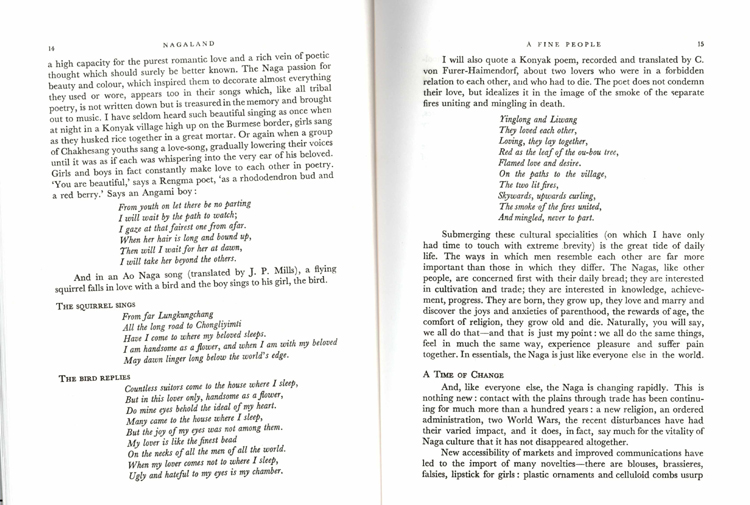 14
NAGALAND
a high capacity for the purest romantic love and a rich vein of poetic
thought which should surely be better known. The Naga passion for
beauty and colour, which inspired them to decorate almost everything
they used or wore, appears too in their songs which, like all tribal
poetry, is not written down but is treasured in the memory and brought
out to music. I have seldom heard such beautiful singing as once when
at night in a Konyak village high up on the Burmese border, girls sang
as they husked rice together in a great mortar. Or again when a group
of Chakhesang youths sang a love-song, gradually lowering their voices
until it was as if each was whispering into the very ear of his beloved.
Girls and boys in fact constantly make love to each other in poetry.
'You are beautiful,' says a Rengma poet, 'as a rhododendron bud and
a red berry.' Says an Angami boy :
From youth on let there be no parting
I will wait by the path to watch;
I gaze at that fairest one from afar.
When her hair is long and bound up,
Then will I wait for her at dawn,
I will take her beyond the others.
And in an Ao Naga song (translated by J. P. Mills), a flying
squirrel falls in love with a bird and the boy sings to his girl, the bird.
THE SQUIRREL SINGS
From far Lungkungchang
All the long road to Chongliyimti
Have I come to where my beloved sleeps.
I am handsome as a flower, and when I am with my beloved
May dawn linger long below the world's edge.
THE BIRD REPLIES
Countless suitors come to the house where I sleep,
But in this lover only, handsome as a flower,
Do mine eyes behold the ideal of my heart.
Many came to the house where I sleep,
But the joy of my eyes was not among them.
My lover is like the finest bead
On the necks of all the men of all the world.
When my lover comes not to where I sleep,
Ugly and hateful to my eyes is my chamber.
A FINE PEOPLE
15
I will also quote a Konyak poem, recorded and translated by C.
von Furer-Haimendorf, about two lovers who were in a forbidden
relation to each other, and who had to die. The poet does not condemn
their love, but idealizes it in the image of the smoke of the separate
fires uniting and mingling in death.
Yinglong and Liwang
They loved each other,
Loving, they lay together,
Red as the leaf of the ou-bou tree,
Flamed love and desire.
On the paths to the village,
The two lit fires,
Skywards, upwards curling,
The smoke of the fires united,
And mingled, never to part.
Submerging these cultural specialities (on which I have only
had time to touch with extreme brevity) is the great tide of daily
life. The ways in which men resemble each other are far more
important than those in which they differ. The Nagas, like other
people, are concerned first with their daily bread; they are interested
in cultivation and trade; they are interested in knowledge, achieve-
ment, progress. They are born, they grow up, they love and marry and
discover the joys and anxieties of parenthood, the rewards of age, the
comfort of religion, they grow old and die. Naturally, you will say,
we all do that—and that is just my point : we all do the same things,
feel in much the same way, experience pleasure and suffer pain
together. In essentials, the Naga is just like everyone else in the world.
A TIME OF CHANGE
And, like everyone else, the Naga is changing rapidly. This is
nothing new : contact with the plains through trade has been continu-
ing for much more than a hundred years : a new religion, an ordered
administration, two World Wars, the recent disturbances have had
their varied impact, and it does, in fact, say much for the vitality of
Naga culture that it has not disappeared altogether.
New accessibility of markets and improved communications have
led to the import of many novelties—there are blouses, brassieres,
falsies, lipstick for girls : plastic ornaments and celluloid combs usurp